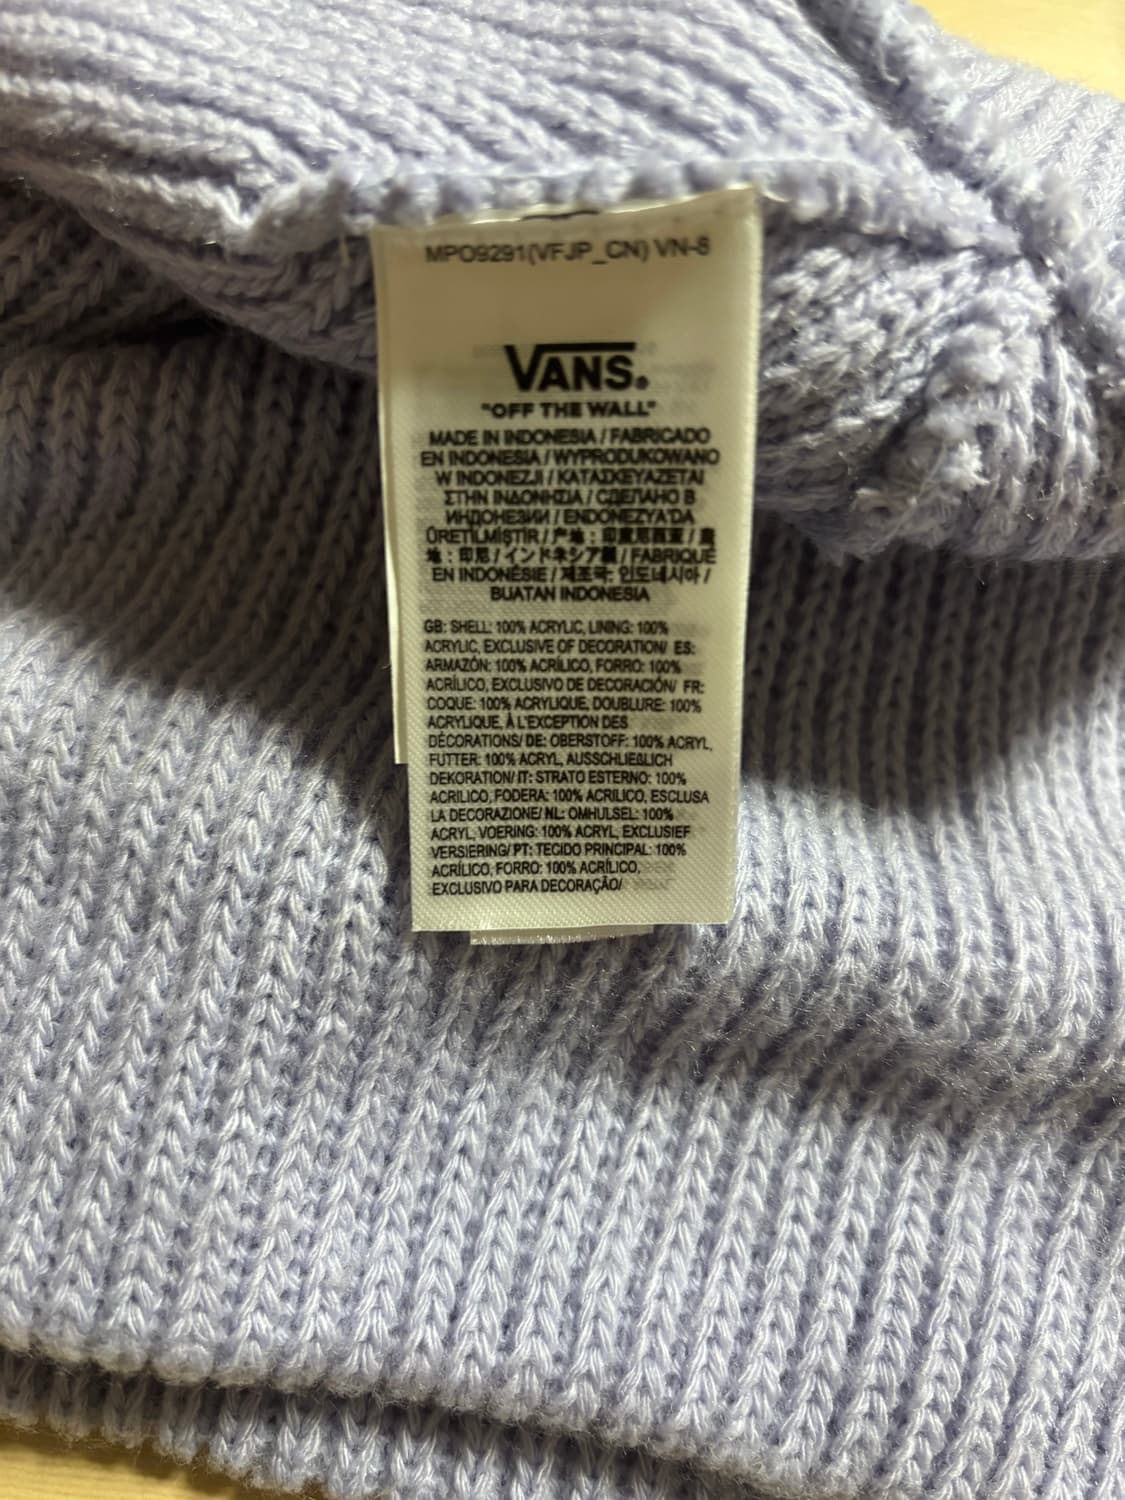 MPO9291(VFJP_CN) VN-8
VANS.
"OFF THE WALL"
MADE IN INDONESIA / FABRICADO
EN INDONESIA / WYPRODUKOWANO
W INDONEZJI / ΚΑΤΑΣΚΕΥΑΖΕΤΑΙ
ΣΤΗΝ ΙΝΔΟΝΗΣΙΑ / СДЕЛАНО В
ИНДОНЕЗИИ / ENDONEZYA'DA
ÜRETİLMİŞTİR / 产地：印度尼西亚 / 產
地：印尼 / インドネシア製 / FABRIQUÉ
EN INDONÉSIE / 제조국: 인도네시아 /
BUATAN INDONESIA
GB: SHELL: 100% ACRYLIC, LINING: 100%
ACRYLIC, EXCLUSIVE OF DECORATION/ ES:
ARMAZÓN: 100% ACRÍLICO, FORRO: 100%
ACRÍLICO, EXCLUSIVO DE DECORACIÓN/ FR:
COQUE: 100% ACRYLIQUE, DOUBLURE: 100%
ACRYLIQUE, À L'EXCEPTION DES
DÉCORATIONS/ DE: OBERSTOFF: 100% ACRYL,
FUTTER: 100% ACRYL, AUSSCHLIEßLICH
DEKORATION/ IT: STRATO ESTERNO: 100%
ACRILICO, FODERA: 100% ACRILICO, ESCLUSA
LA DECORAZIONE/ NL: OMHULSEL: 100%
ACRYL, VOERING: 100% ACRYL, EXCLUSIEF
VERSIERING/ PT: TECIDO PRINCIPAL: 100%
ACRÍLICO, FORRO: 100% ACRÍLICO,
EXCLUSIVO PARA DECORAÇÃO/